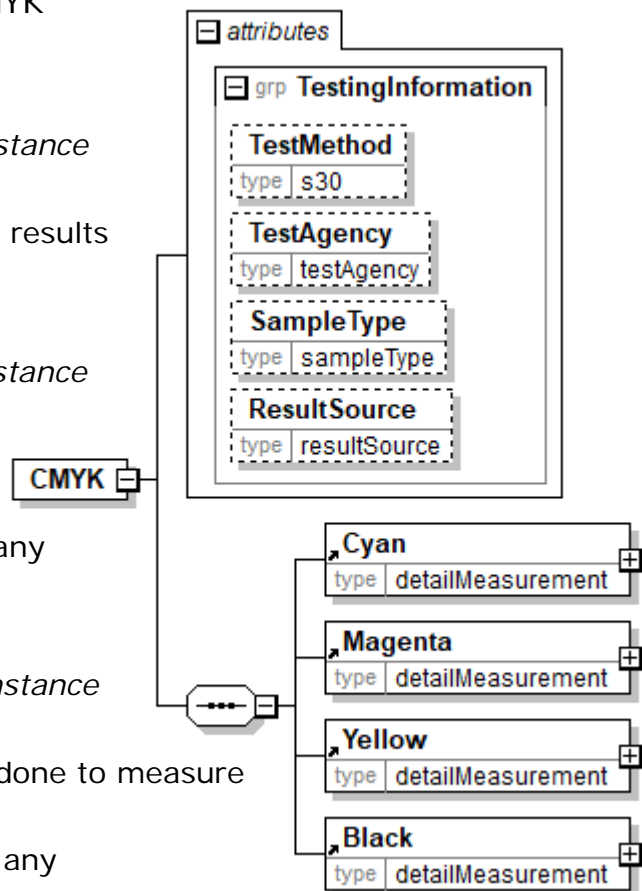 MYK
stance
results
stance
any
nstance
done to measure
any
CMYK
attributes
grp TestingInformation
TestMethod
type s30
TestAgency
type testAgency
SampleType
type sampleType
ResultSource
type resultSource
Cyan
type detailMeasurement
Magenta
type detailMeasurement
Yellow
type detailMeasurement
Black
type detailMeasurement